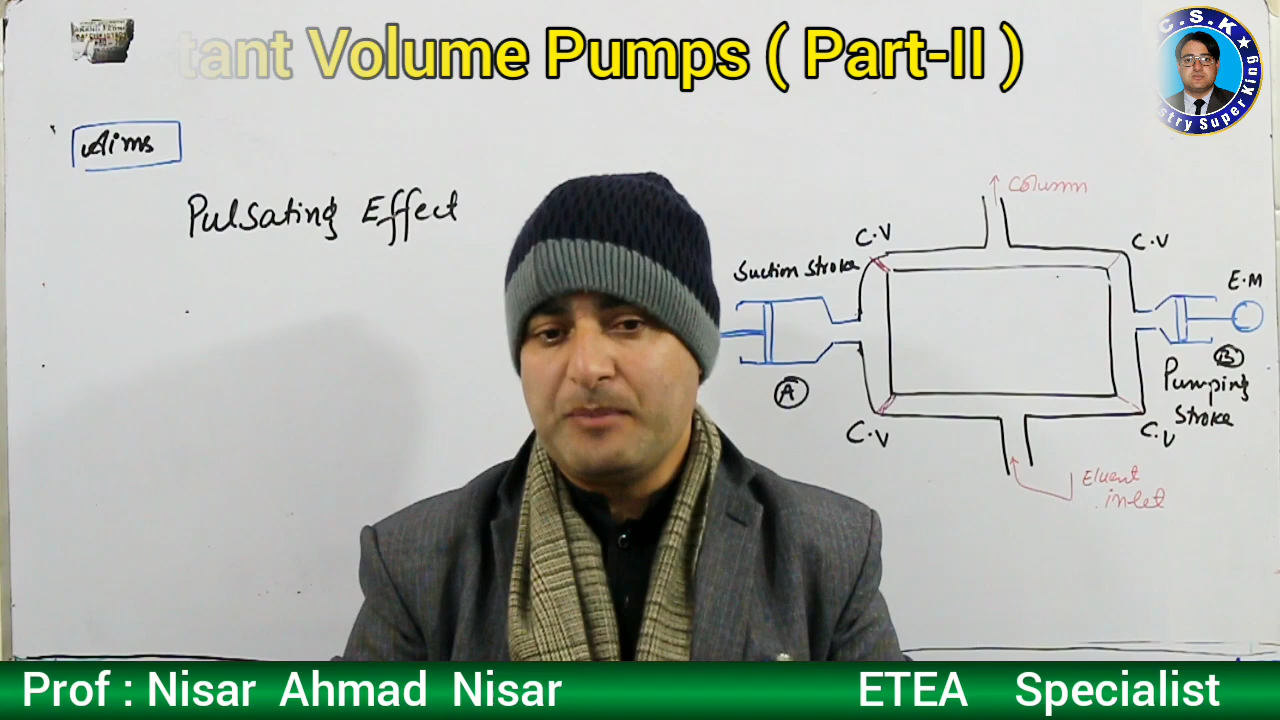 tant Volume Pumps ( Part-II )
C.S.K
stry Super King
Aims
Pulsating Effect
Column
C.V
C.V
Suction Stroke
E.M
A
B
Pumping
Stroke
C.V
C.V
Eluent
inlet
Prof : Nisar Ahmad Nisar
ETEA Specialist